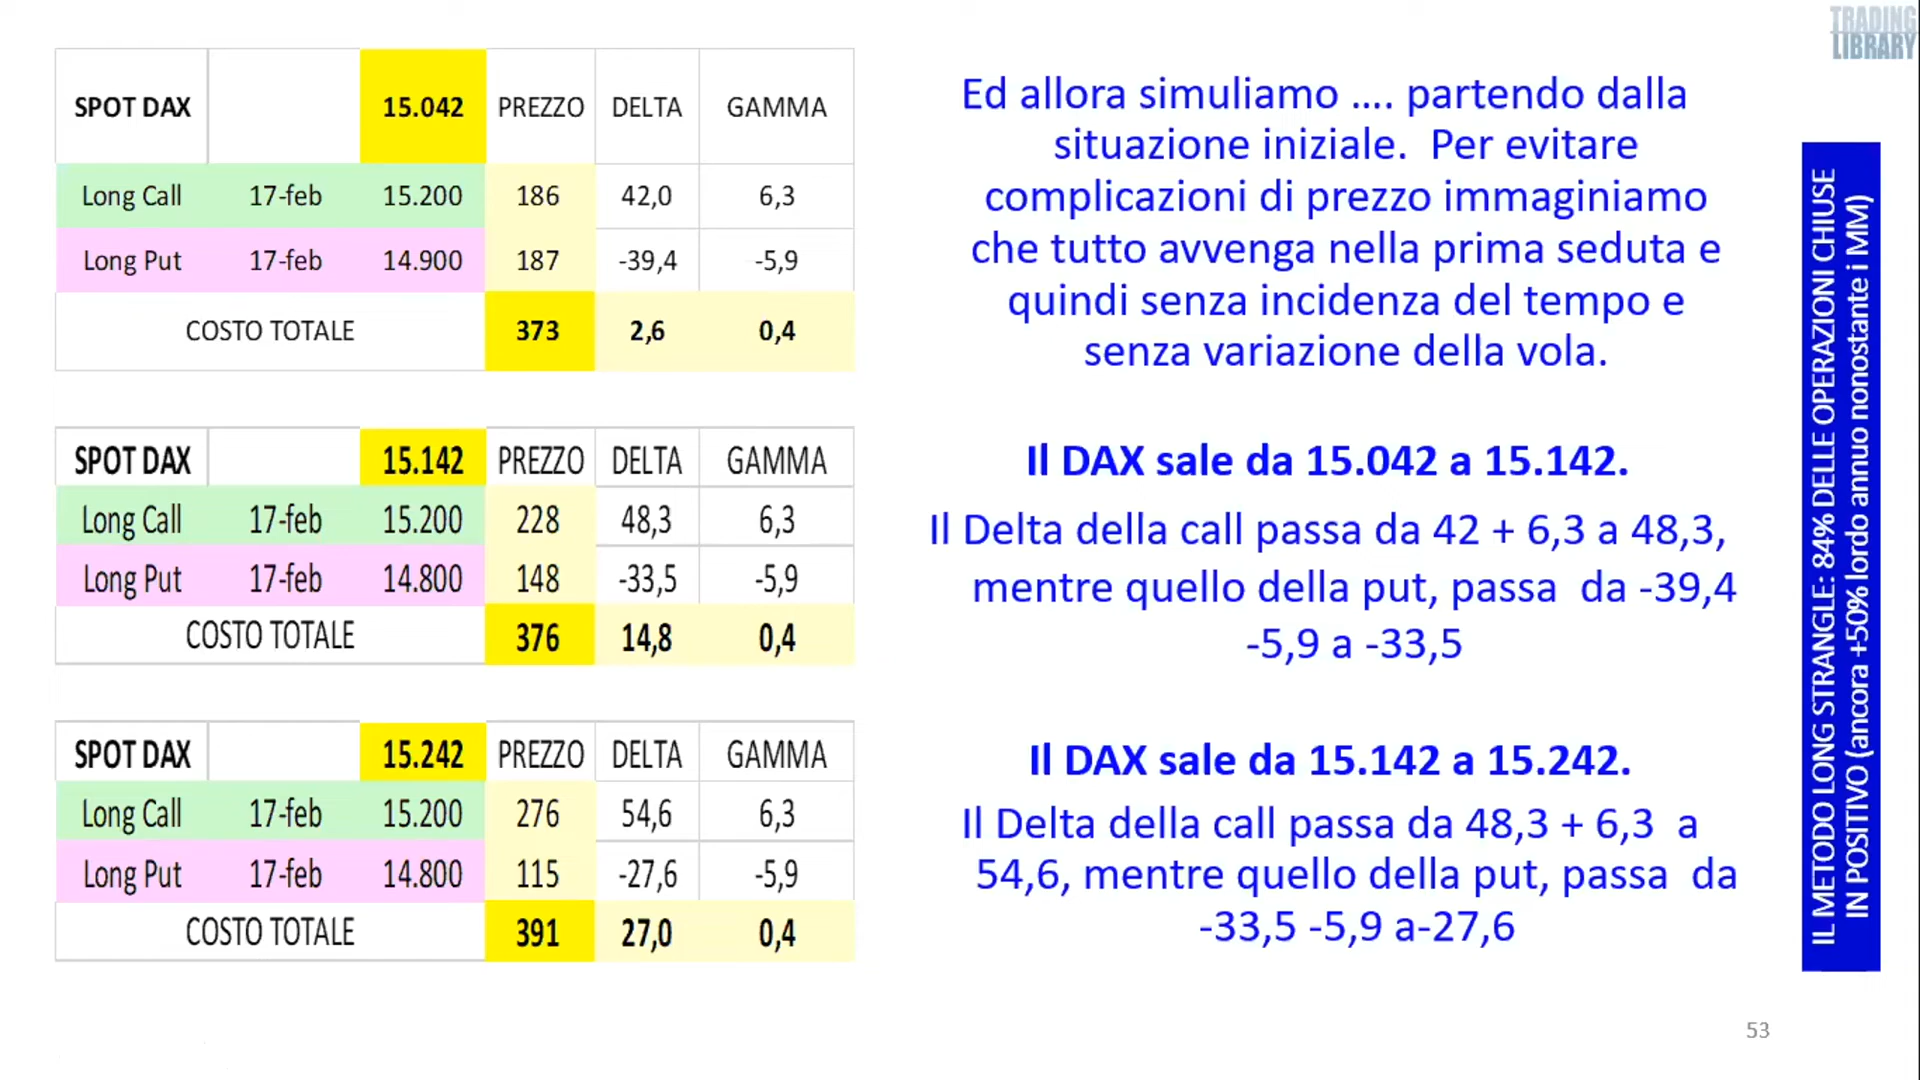 TRADING
LIBRARY
SPOT DAX 15.042 PREZZO DELTA GAMMA
Long Call 17-feb 15.200 186 42,0 6,3
Long Put 17-feb 14.900 187 -39,4 -5,9
COSTO TOTALE 373 2,6 0,4
SPOT DAX 15.142 PREZZO DELTA GAMMA
Long Call 17-feb 15.200 228 48,3 6,3
Long Put 17-feb 14.800 148 -33,5 -5,9
COSTO TOTALE 376 14,8 0,4
SPOT DAX 15.242 PREZZO DELTA GAMMA
Long Call 17-feb 15.200 276 54,6 6,3
Long Put 17-feb 14.800 115 -27,6 -5,9
COSTO TOTALE 391 27,0 0,4
Ed allora simuliamo .... partendo dalla
situazione iniziale. Per evitare
complicazioni di prezzo immaginiamo
che tutto avvenga nella prima seduta e
quindi senza incidenza del tempo e
senza variazione della vola.
Il DAX sale da 15.042 a 15.142.
Il Delta della call passa da 42 + 6,3 a 48,3,
mentre quello della put, passa da -39,4
-5,9 a -33,5
Il DAX sale da 15.142 a 15.242.
Il Delta della call passa da 48,3 + 6,3 a
54,6, mentre quello della put, passa da
-33,5 -5,9 a-27,6
IL METODO LONG STRANGLE: 84% DELLE OPERAZIONI CHIUSE
IN POSITIVO (ancora +50% lordo annuo nonostante i MM)
53